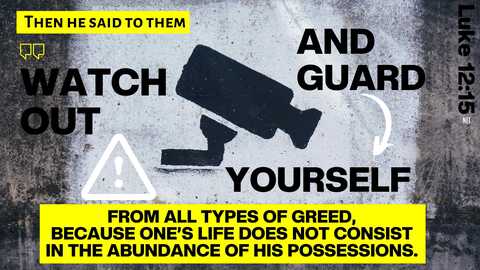 THEN HE SAID TO THEM
WATCH
OUT
AND
GUARD
YOURSELF
FROM ALL TYPES OF GREED,
BECAUSE ONE'S LIFE DOES NOT CONSIST
IN THE ABUNDANCE OF HIS POSSESSIONS.
Luke 12:15
NET